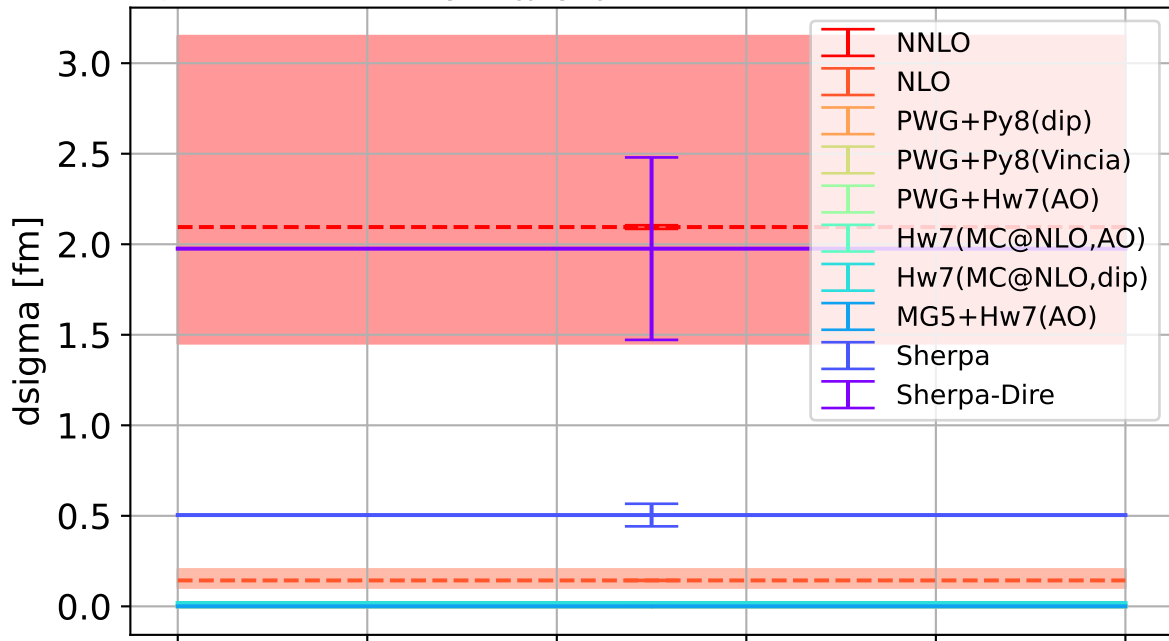 3.0
2.5
2.0
1.5
1.0
0.5
0.0
dsigma [fm]
NNLO
NLO
PWG+Py8(dip)
PWG+Py8(Vincia)
PWG+Hw7(AO)
Hw7(MC@NLO,AO)
Hw7(MC@NLO,dip)
MG5+Hw7(AO)
Sherpa
Sherpa-Dire